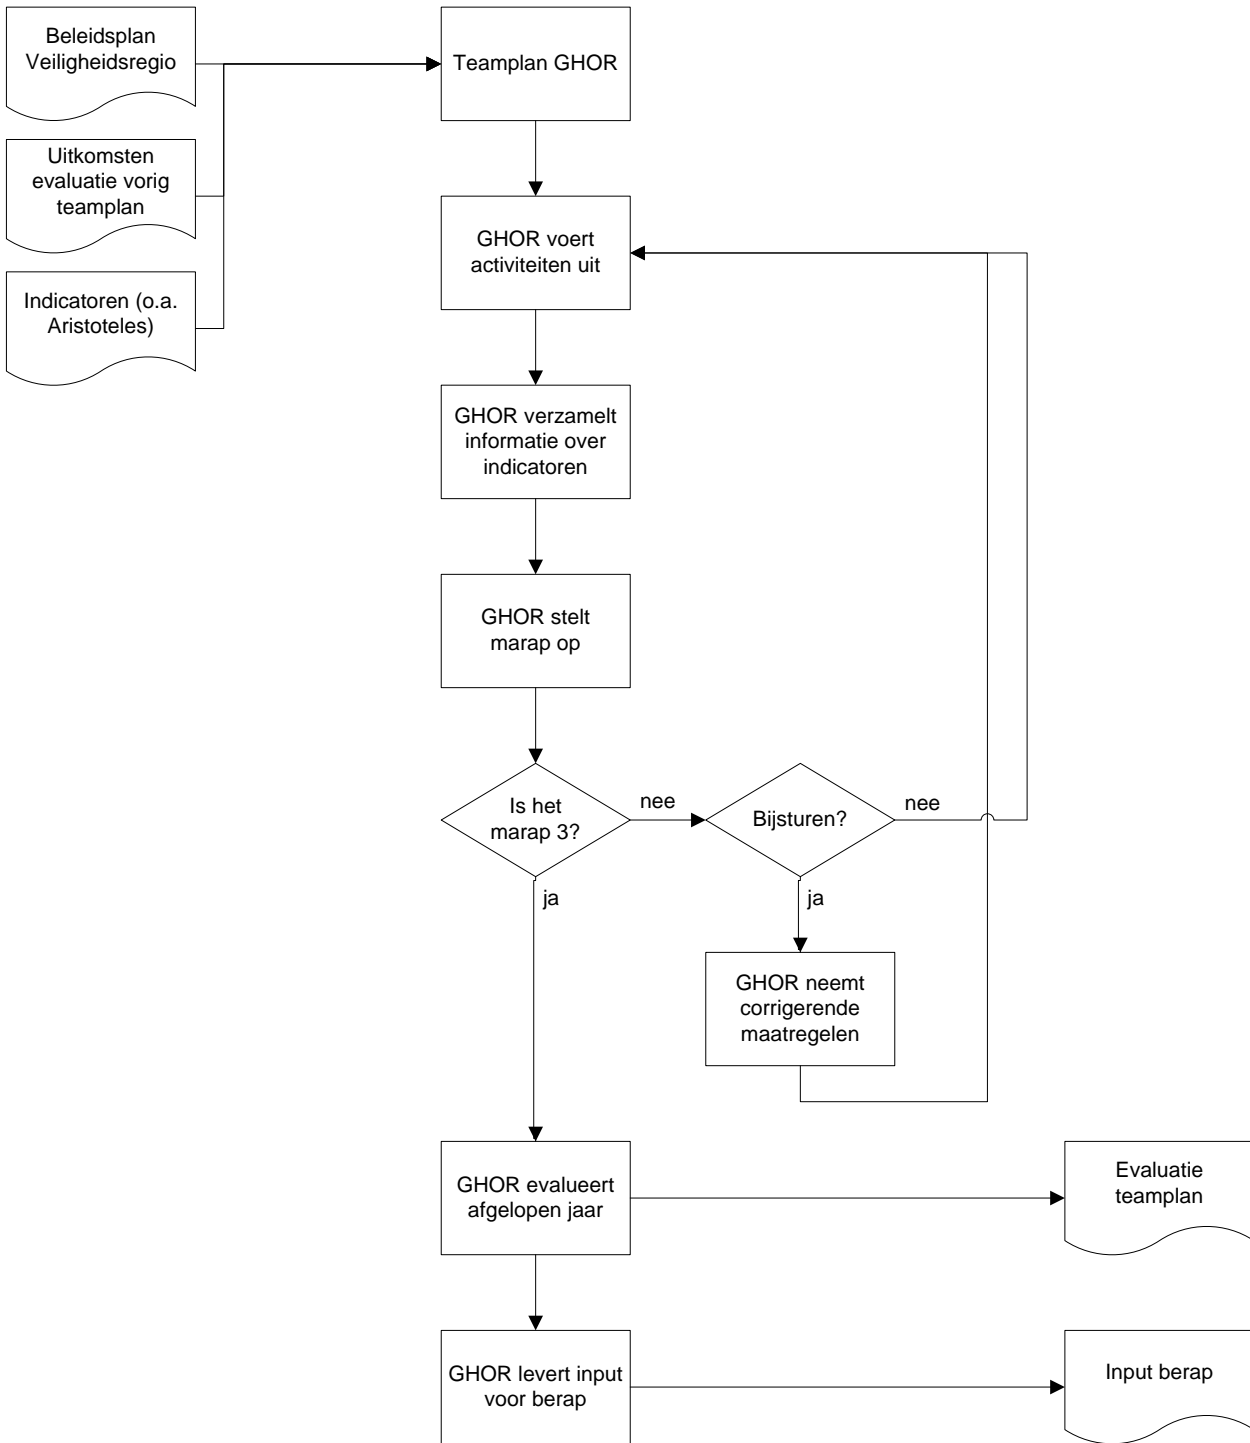 Beleidsplan
Veiligheidsregio
Teamplan GHOR
Uitkomsten
evaluatie vorig
teamplan
GHOR voert
activiteiten uit
Indicatoren (o.a.
Aristoteles)
GHOR verzamelt
informatie over
indicatoren
GHOR stelt
marap op
Is het
marap 3?
nee
Bijsturen?
nee
ja
ja
GHOR neemt
corrigerende
maatregelen
GHOR evalueert
afgelopen jaar
Evaluatie
teamplan
GHOR levert input
voor berap
Input berap